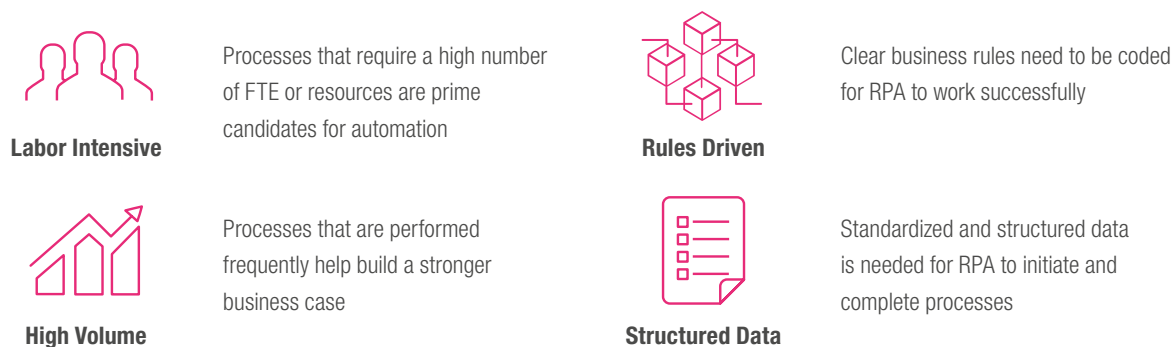 Processes that require a high number
of FTE or resources are prime
candidates for automation
Labor Intensive
Clear business rules need to be coded
for RPA to work successfully
Rules Driven
Processes that are performed
frequently help build a stronger
business case
High Volume
Standardized and structured data
is needed for RPA to initiate and
complete processes
Structured Data